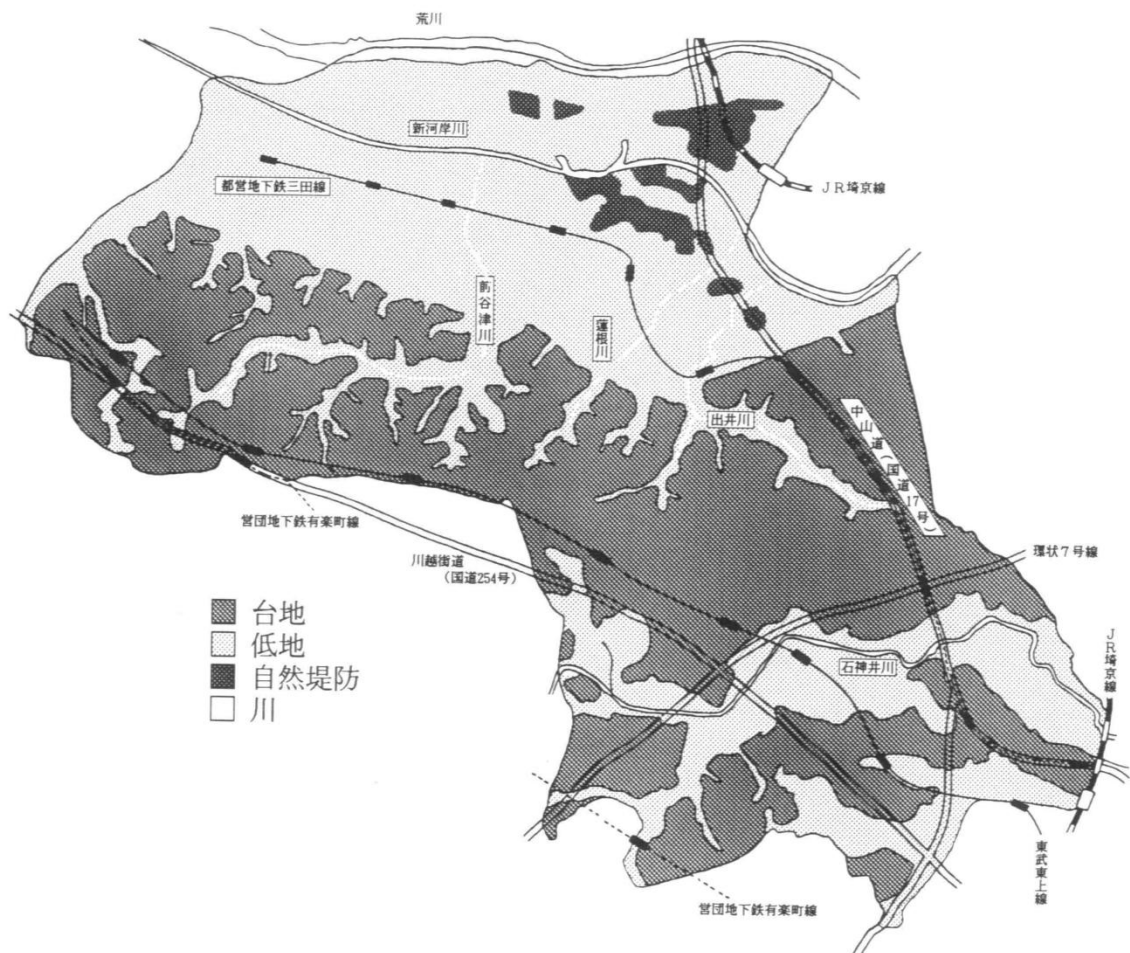 荒川
新河岸川
都営地下鉄三田線
JR埼京線
前谷津川
蓮根川
出井川
中山道(国道17号)
営団地下鉄有楽町線
川越街道
(国道254号)
環状7号線
台地
低地
自然堤防
川
石神井川
JR埼京線
東武東上線
営団地下鉄有楽町線